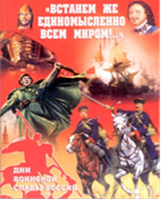 «ВСТАНЕМ ЖЕ
ЕДИНОМЫСЛЕННО
ВСЕМ МИРОМ!..»
ДНИ
ВОИНСКОЙ
СЛАВЫ РОССИИ